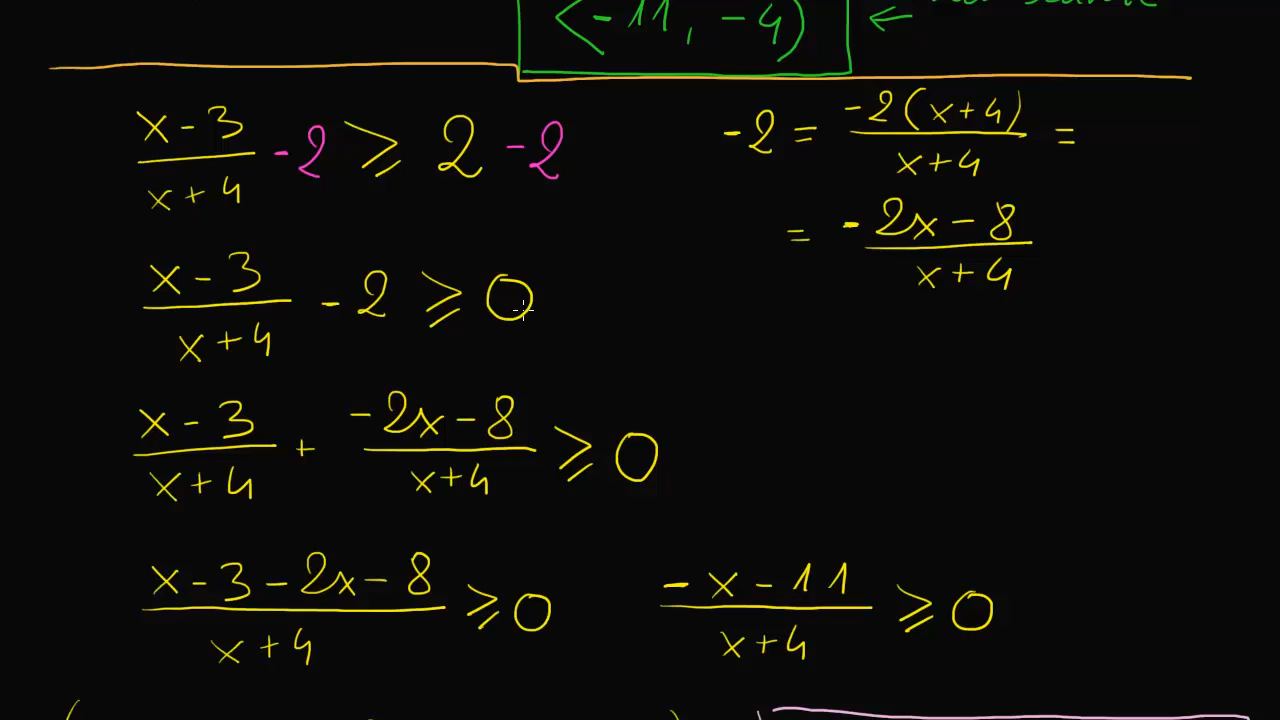 <-11, -4) ←
x - 3 / x + 4 - 2 ⩾ 2 - 2
-2 = -2(x+4) / x+4 =
= -2x - 8 / x+4
x - 3 / x+4 - 2 ⩾ 0
x - 3 / x+4 + -2x - 8 / x+4 ⩾ 0
x - 3 - 2x - 8 / x+4 ⩾ 0
-x - 11 / x+4 ⩾ 0